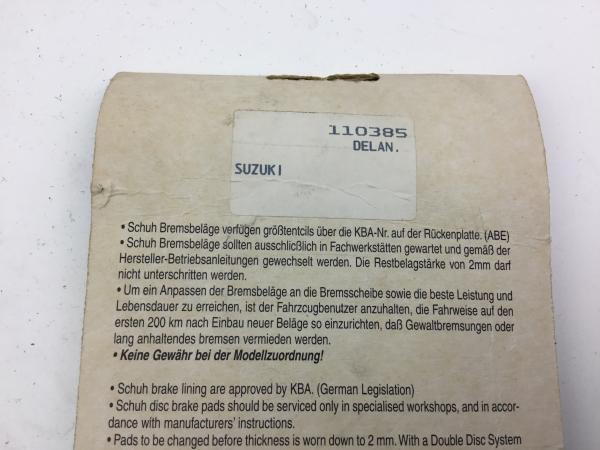 110385
DELAN.
SUZUKI
• Schuh Bremsbeläge verfügen größtentcils über die KBA-Nr. auf der Rückenplatte. (ABE)
• Schuh Bremsbeläge sollten ausschlicßlich in Fachwerkstätten gewartet und gemäß der
Hersteller-Betriebsanleitungen gewechselt werden. Die Restbelagstärke von 2mm darf
nicht unterschritten werden.
• Um ein Anpassen der Bremsbeläge an die Bremsscheibe sowie die beste Leistung und
Lebensdauer zu erreichen, ist der Fahrzcugbenutzer anzuhalten, die Fahrweise auf den
ersten 200 km nach Einbau neuer Beläge so einzurichten, daß Gewaltbremsungen oder
lang anhaltendes bremsen vermieden werden.
• Keine Gewähr bei der Modellzuordnung!
• Schuh brake lining are approved by KBA. (German Legislation)
• Schuh disc brake pads should be serviced only in specialised workshops, and in accor-
dance with manufacturers' instructions.
• Pads to be changed before thickness is worn down to 2 mm. With a Double Disc System